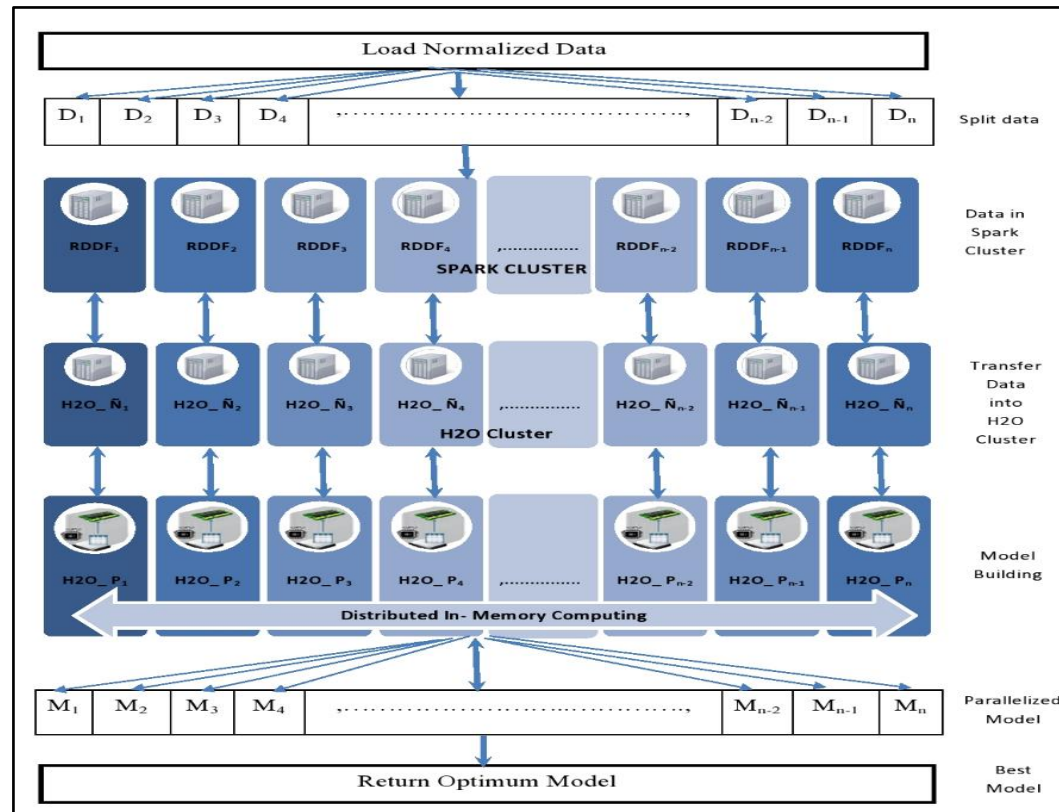 Load Normalized Data
D1 D2 D3 D4 ,......................................................, Dn-2 Dn-1 Dn
Split data
RDDF1 RDDF2 RDDF3 RDDF4 ,.............. RDDFn-2 RDDFn-1 RDDFn
SPARK CLUSTER
Data in
Spark
Cluster
H2O_ Ñ1 H2O_ Ñ2 H2O_ Ñ3 H2O_ Ñ4 ,.............. H2O_ Ñn-2 H2O_ Ñn-1 H2O_ Ñn
H2O Cluster
Transfer
Data
into
H2O
Cluster
H2O_ P1 H2O_ P2 H2O_ P3 H2O_ P4 ,.............. H2O_ Pn-2 H2O_ Pn-1 H2O_ Pn
Model
Building
Distributed In- Memory Computing
M1 M2 M3 M4 ,......................................................, Mn-2 Mn-1 Mn
Parallelized
Model
Return Optimum Model
Best
Model